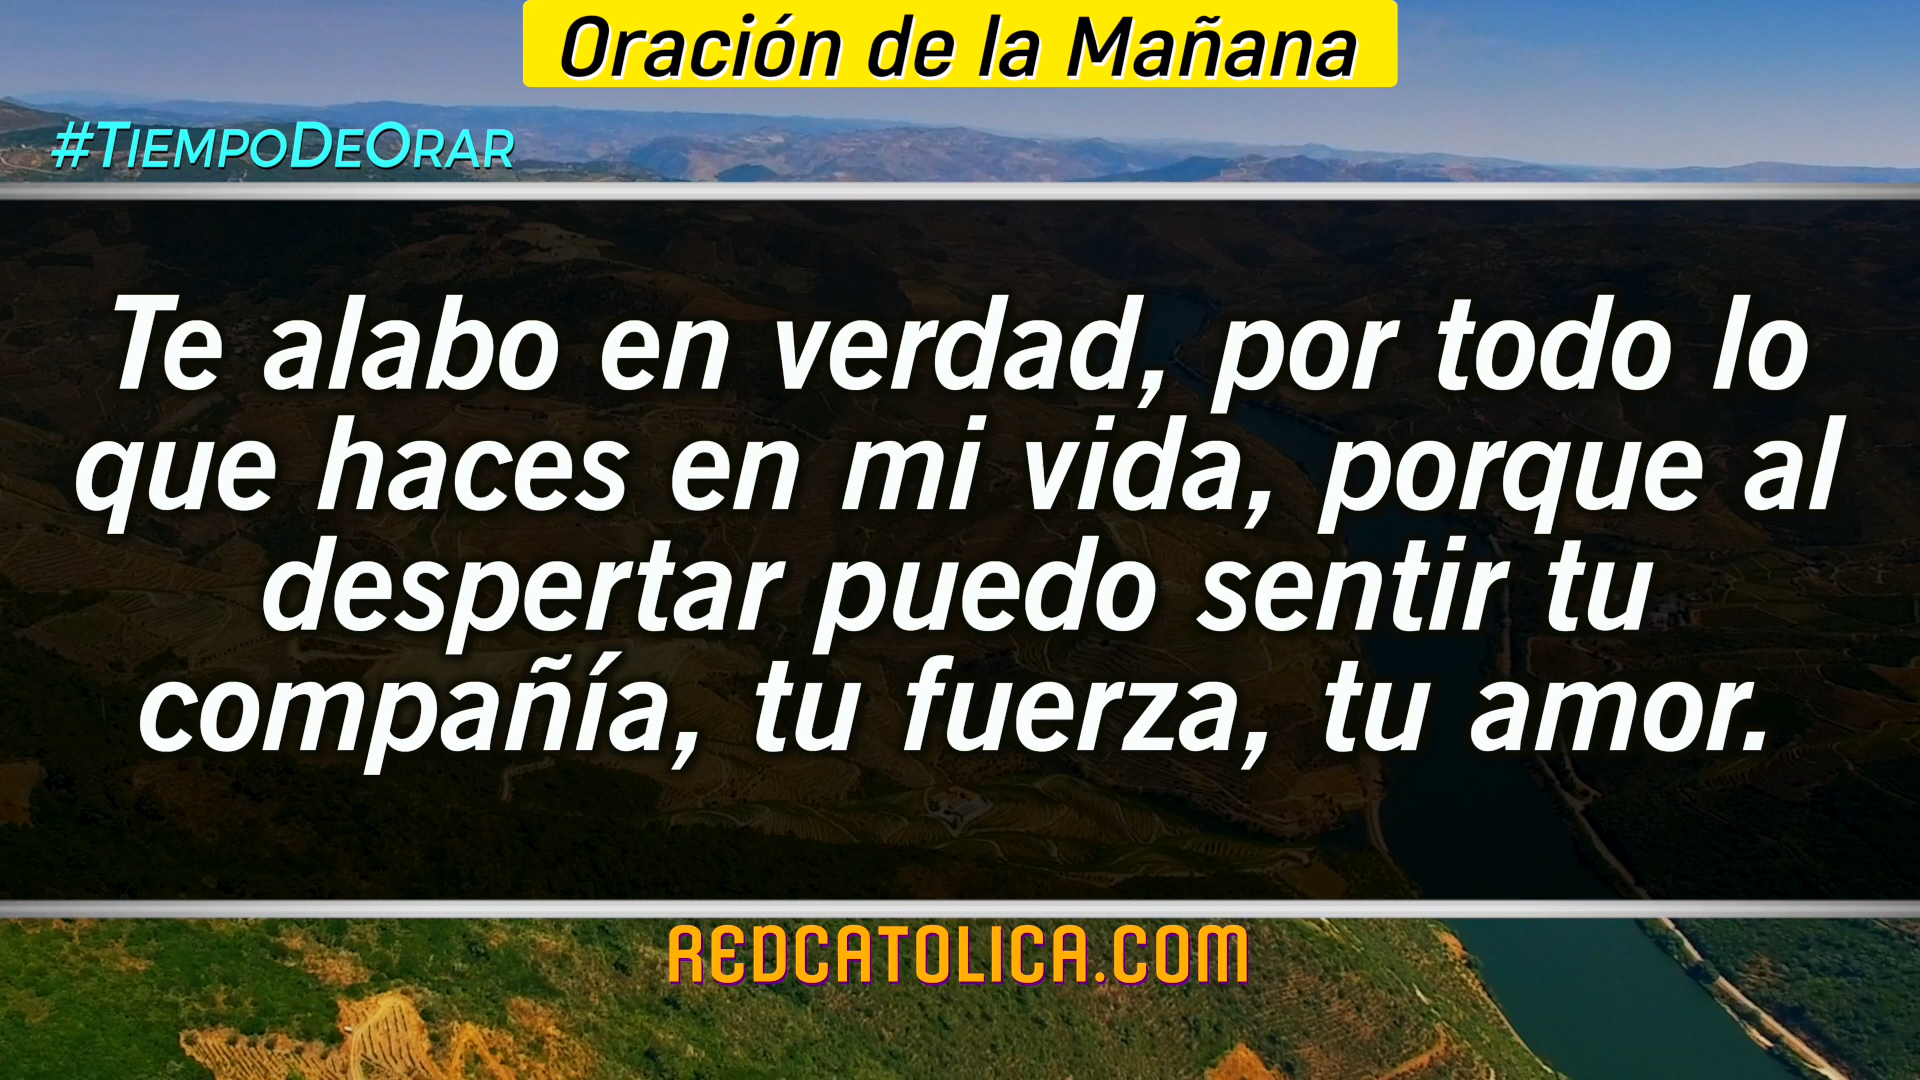 Oración de la Mañana
#TiempoDeOrar
Te alabo en verdad, por todo lo
que haces en mi vida, porque al
despertar puedo sentir tu
compañía, tu fuerza, tu amor.
REDCATOLICA.COM